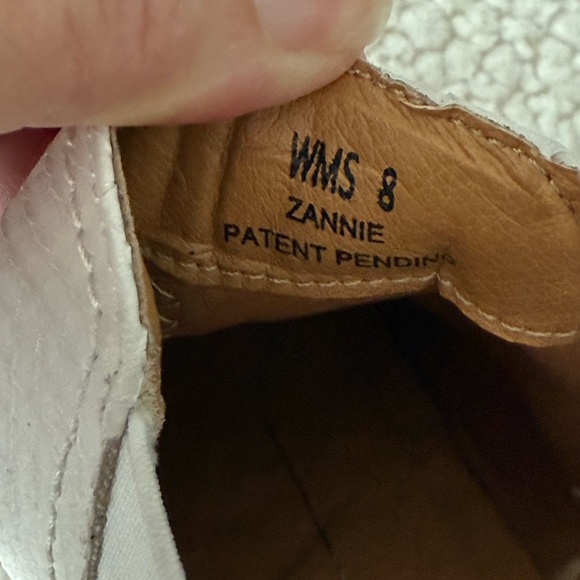 WMS 8
ZANNIE
PATENT PENDING